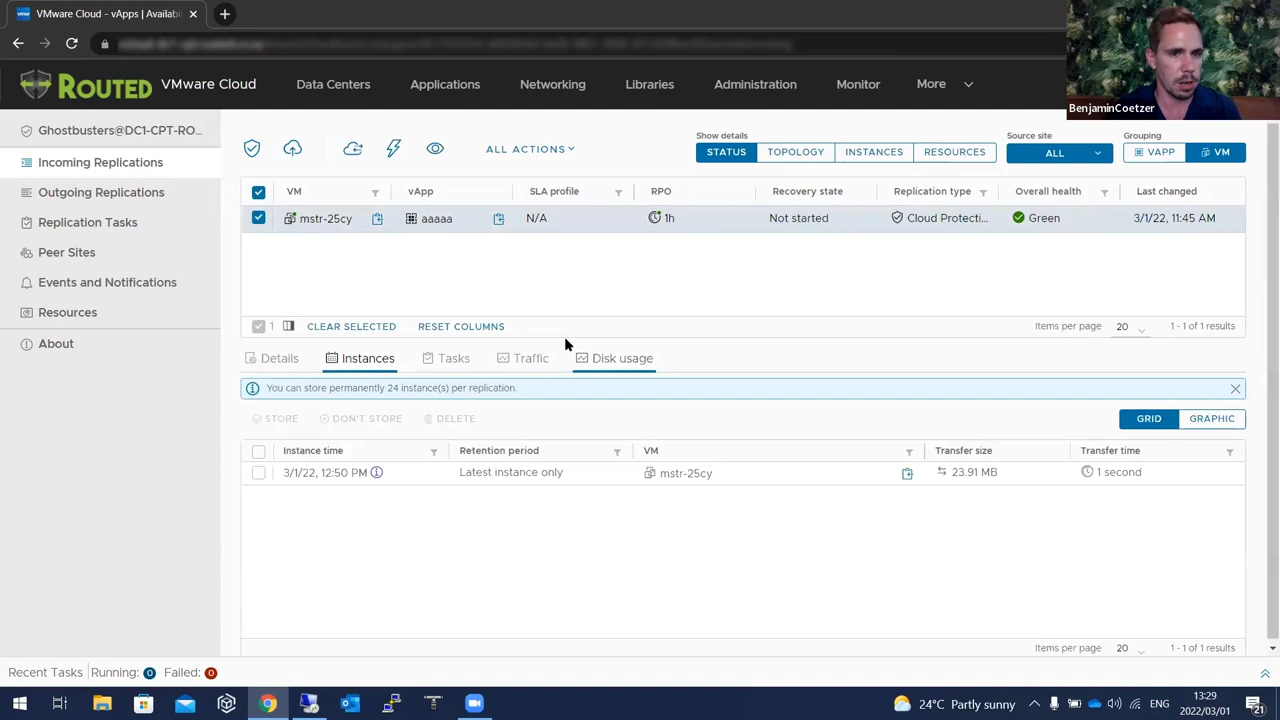 VMware Cloud - vApps | Availabi
ROUTED VMware Cloud Data Centers Applications Networking Libraries Administration Monitor More
BenjaminCoetzer
Ghostbusters@DC1-CPT-RO...
Incoming Replications
Outgoing Replications
Replication Tasks
Peer Sites
Events and Notifications
Resources
About
ALL ACTIONS
Show details
STATUS TOPOLOGY INSTANCES RESOURCES
Source site
ALL
Grouping
VAPP VM
VM vApp SLA profile RPO Recovery state Replication type Overall health Last changed
mstr-25cy aaaaa N/A 1h Not started Cloud Protecti... Green 3/1/22, 11:45 AM
1 CLEAR SELECTED RESET COLUMNS Items per page 20 1 - 1 of 1 results
Details Instances Tasks Traffic Disk usage
You can store permanently 24 instance(s) per replication.
STORE DON'T STORE DELETE GRID GRAPHIC
Instance time Retention period VM Transfer size Transfer time
3/1/22, 12:50 PM Latest instance only mstr-25cy 23.91 MB 1 second
Items per page 20 1 - 1 of 1 results
Recent Tasks Running: 0 Failed: 0
24°C Partly sunny ENG 13:29
2022/03/01
21